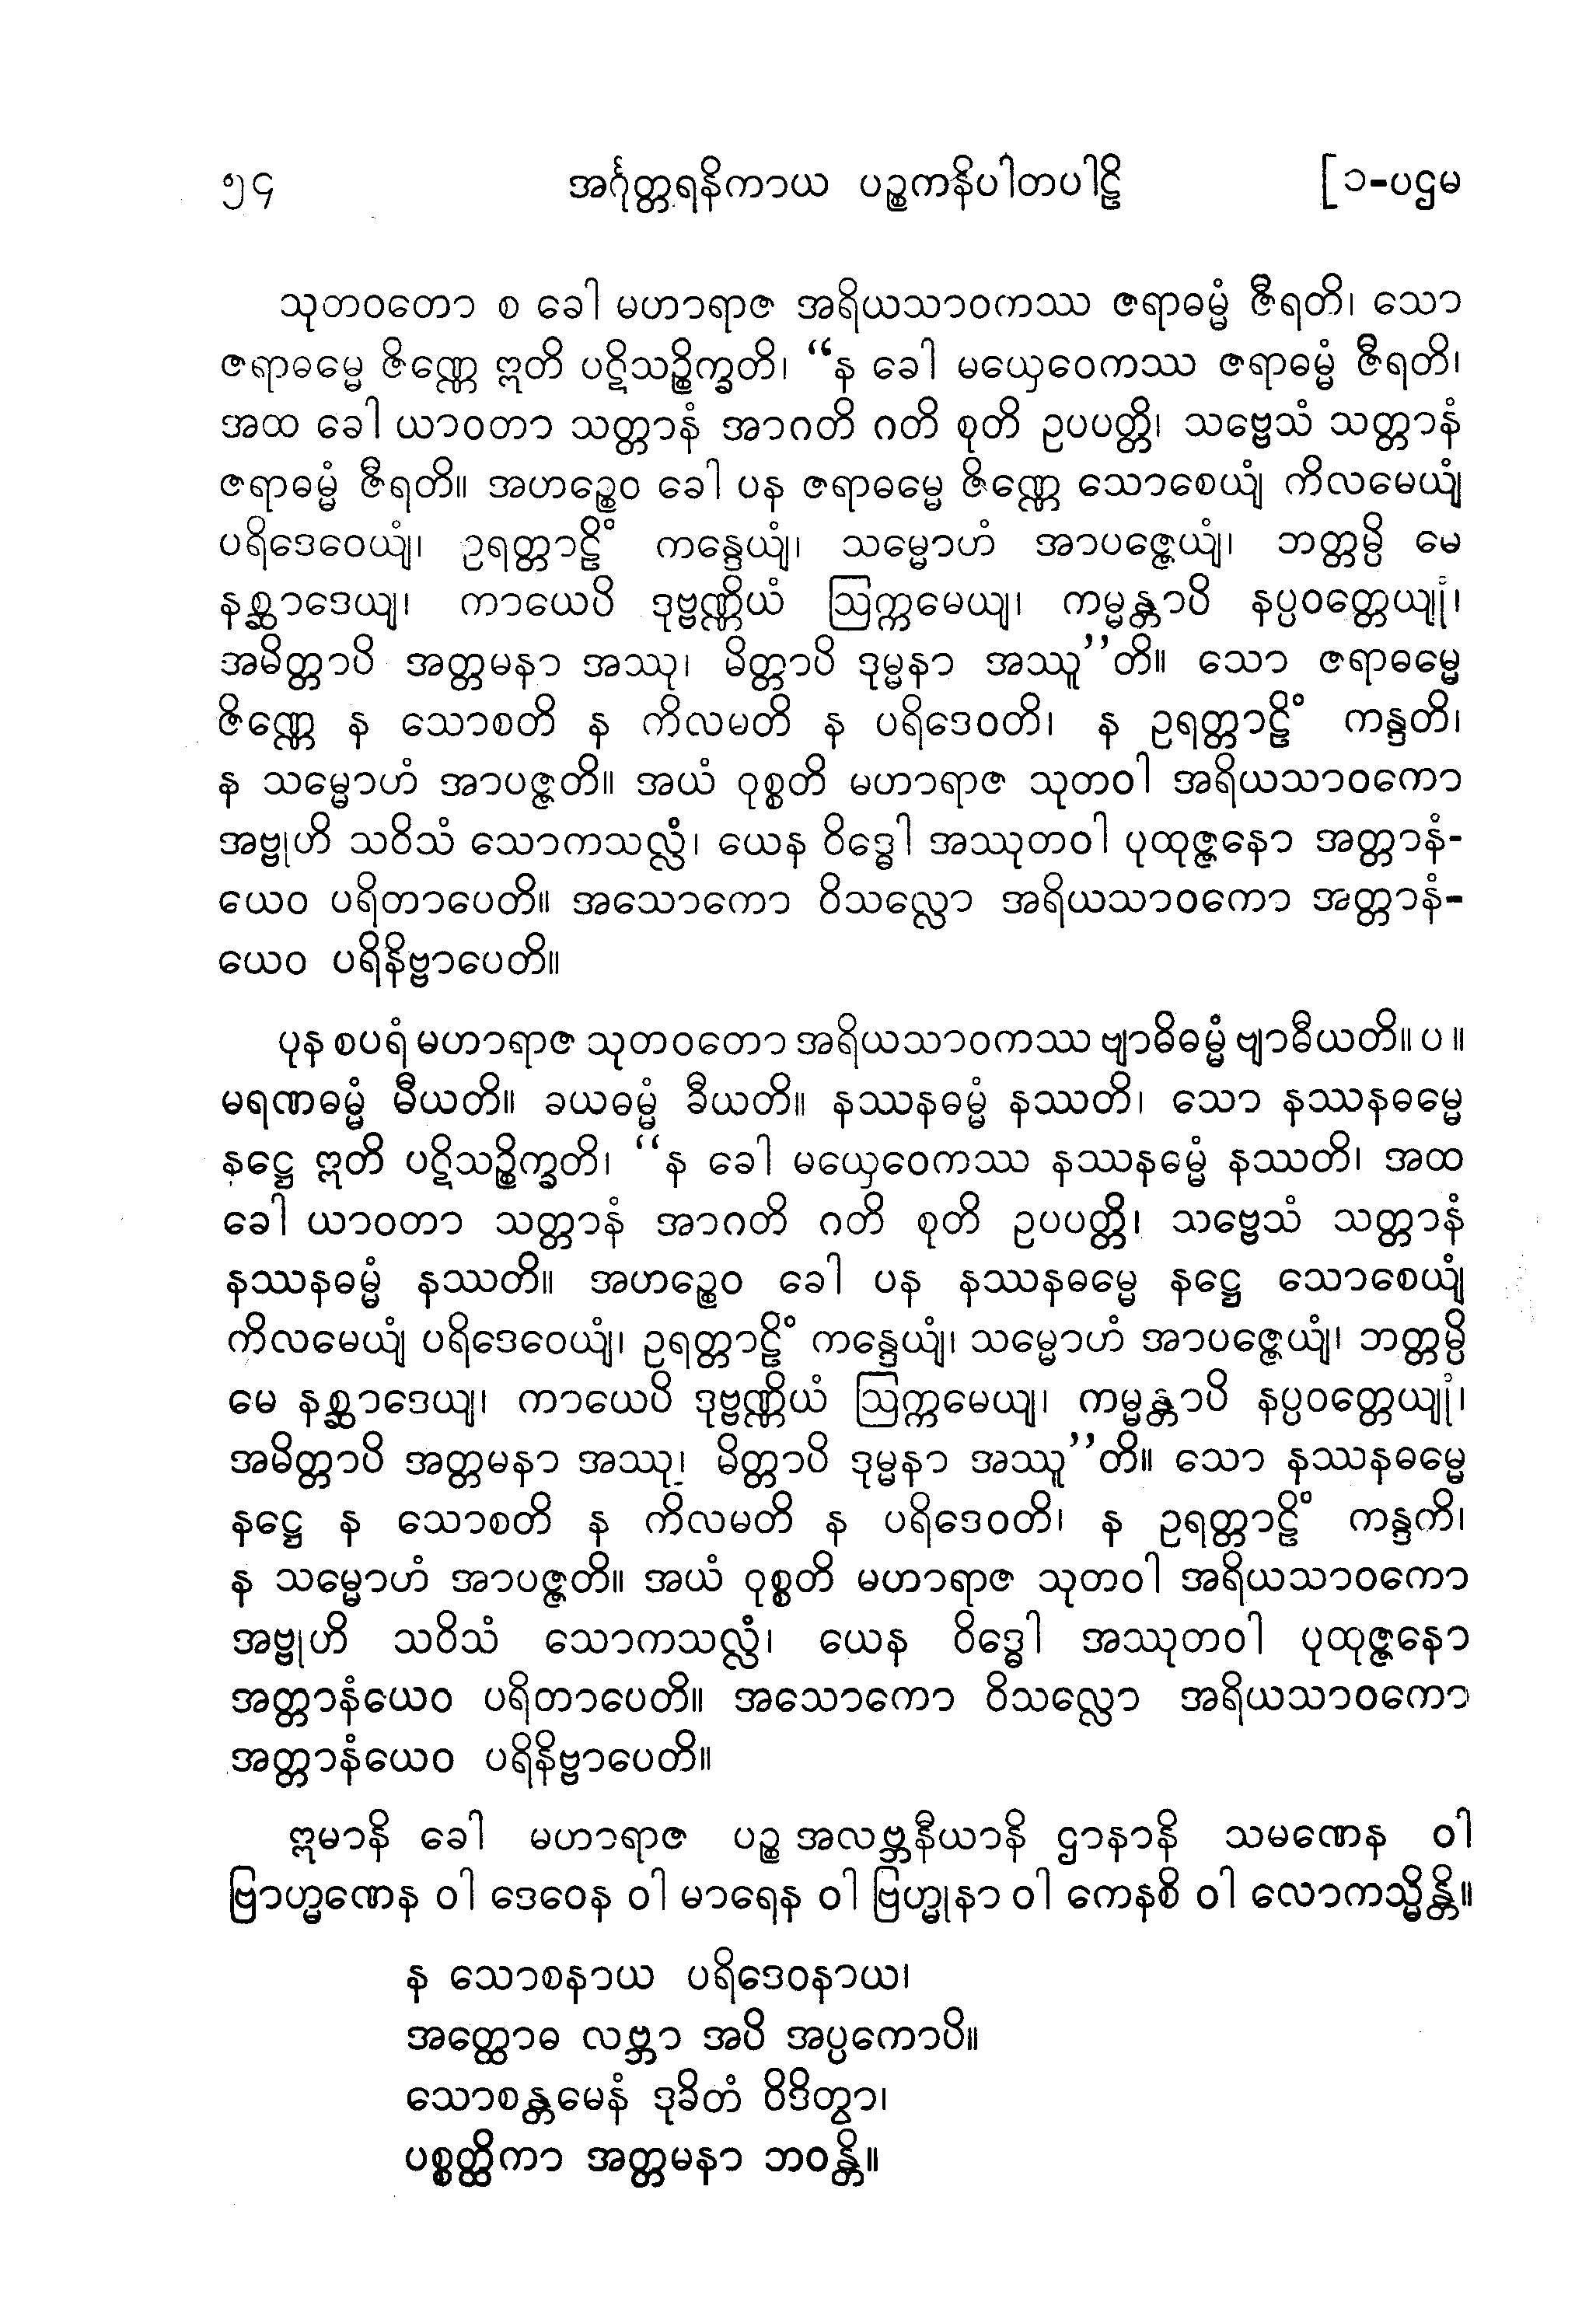 ၅၄ အင်္ဂုတ္တရနိကာယ ပဉ္စကနိပါတပါဠိ [၁-ပဌမ
သုတဝတော စ ခေါ မဟာရာဇ အရိယသာဝကဿ ဇရာဓမ္မံ ဇီရတိ၊ သော
ဇရာဓမ္မေ ဇိဏ္ဏေ ဣတိ ပဋိသဉ္စိက္ခတိ၊ “န ခေါ မယှေဝေကဿ ဇရာဓမ္မံ ဇီရတိ၊
အထ ခေါ ယာဝတာ သတ္တာနံ အာဂတိ ဂတိ စုတိ ဥပပတ္တိ၊ သဗ္ဗေသံ သတ္တာနံ
ဇရာဓမ္မံ ဇီရတိ။ အဟဉ္စေဝ ခေါ ပန ဇရာဓမ္မေ ဇိဏ္ဏေ သောစေယျံ ကိလမေယျံ
ပရိဒေဝေယျံ၊ ဥရတ္တာဠိံ ကန္ဒေယျံ၊ သမ္မောဟံ အာပဇ္ဇေယျံ၊ ဘတ္တမ္ပိ မေ
နစ္ဆာဒေယျ၊ ကာယေပိ ဒုဗ္ဗဏ္ဏိယံ ဩက္ကမေယျ၊ ကမ္မန္တာပိ နပ္ပဝတ္တေယျုံ၊
အမိတ္တာပိ အတ္တမနာ အဿု၊ မိတ္တာပိ ဒုမ္မနာ အဿူ”တိ။ သော ဇရာဓမ္မေ
ဇိဏ္ဏေ န သောစတိ န ကိလမတိ န ပရိဒေဝတိ၊ န ဥရတ္တာဠိံ ကန္ဒတိ၊
န သမ္မောဟံ အာပဇ္ဇတိ။ အယံ ဝုစ္စတိ မဟာရာဇ သုတဝါ အရိယသာဝကော
အဗ္ဗုဟိ သဝိသံ သောကသလ္လံ၊ ယေန ဝိဒ္ဓေါ အဿုတဝါ ပုထုဇ္ဇနော အတ္တာနံ-
ယေဝ ပရိတာပေတိ။ အသောကော ဝိသလ္လော အရိယသာဝကော အတ္တာနံ-
ယေဝ ပရိနိဗ္ဗာပေတိ။
ပုန စပရံ မဟာရာဇ သုတဝတော အရိယသာဝကဿ ဗျာဓိဓမ္မံ ဗျာဓီယတိ။ ပ ။
မရဏဓမ္မံ မီယတိ။ ခယဓမ္မံ ခီယတိ။ နဿနဓမ္မံ နဿတိ၊ သော နဿနဓမ္မေ
နဋ္ဌေ ဣတိ ပဋိသဉ္စိက္ခတိ၊ “န ခေါ မယှေဝေကဿ နဿနဓမ္မံ နဿတိ၊ အထ
ခေါ ယာဝတာ သတ္တာနံ အာဂတိ ဂတိ စုတိ ဥပပတ္တိ၊ သဗ္ဗေသံ သတ္တာနံ
နဿနဓမ္မံ နဿတိ။ အဟဉ္စေဝ ခေါ ပန နဿနဓမ္မေ နဋ္ဌေ သောစေယျံ
ကိလမေယျံ ပရိဒေဝေယျံ၊ ဥရတ္တာဠိံ ကန္ဒေယျံ၊ သမ္မောဟံ အာပဇ္ဇေယျံ၊ ဘတ္တမ္ပိ
မေ နစ္ဆာဒေယျ၊ ကာယေပိ ဒုဗ္ဗဏ္ဏိယံ ဩက္ကမေယျ၊ ကမ္မန္တာပိ နပ္ပဝတ္တေယျုံ၊
အမိတ္တာပိ အတ္တမနာ အဿု၊ မိတ္တာပိ ဒုမ္မနာ အဿူ”တိ။ သော နဿနဓမ္မေ
နဋ္ဌေ န သောစတိ န ကိလမတိ န ပရိဒေဝတိ၊ န ဥရတ္တာဠိံ ကန္ဒကိ၊
န သမ္မောဟံ အာပဇ္ဇတိ။ အယံ ဝုစ္စတိ မဟာရာဇ သုတဝါ အရိယသာဝကော
အဗ္ဗုဟိ သဝိသံ သောကသလ္လံ၊ ယေန ဝိဒ္ဓေါ အဿုတဝါ ပုထုဇ္ဇနော
အတ္တာနံယေဝ ပရိတာပေတိ။ အသောကော ဝိသလ္လော အရိယသာဝကော
အတ္တာနံယေဝ ပရိနိဗ္ဗာပေတိ။
ဣမာနိ ခေါ မဟာရာဇ ပဉ္စ အလဗ္ဘနီယာနိ ဌာနာနိ သမဏေန ဝါ
ဗြာဟ္မဏေန ဝါ ဒေဝေန ဝါ မာရေန ဝါ ဗြဟ္မုနာ ဝါ ကေနစိ ဝါ လောကသ္မိန္တိ။
န သောစနာယ ပရိဒေဝနာယ၊
အတ္ထောဓ လဗ္ဘာ အပိ အပ္ပကောပိ။
သောစန္တမေနံ ဒုခိတံ ဝိဒိတွာ၊
ပစ္စတ္ထိကာ အတ္တမနာ ဘဝန္တိ။